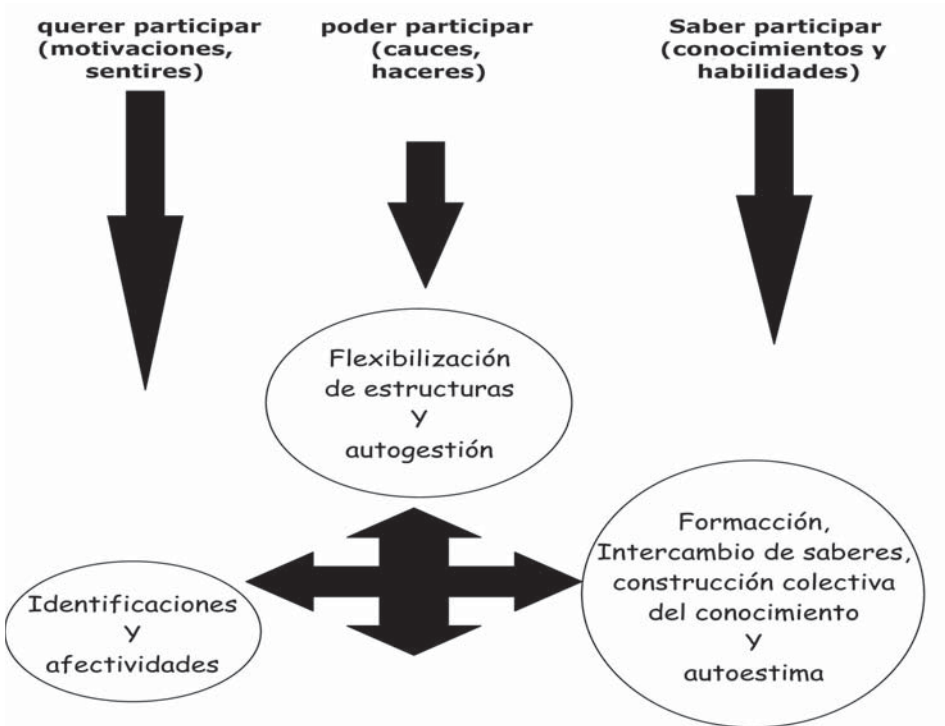 querer participar
(motivaciones,
sentires)
poder participar
(cauces,
haceres)
Saber participar
(conocimientos y
habilidades)
Flexibilización
de estructuras
Y
autogestión
Identificaciones
Y
afectividades
Formacción,
Intercambio de saberes,
construcción colectiva
del conocimiento
Y
autoestima